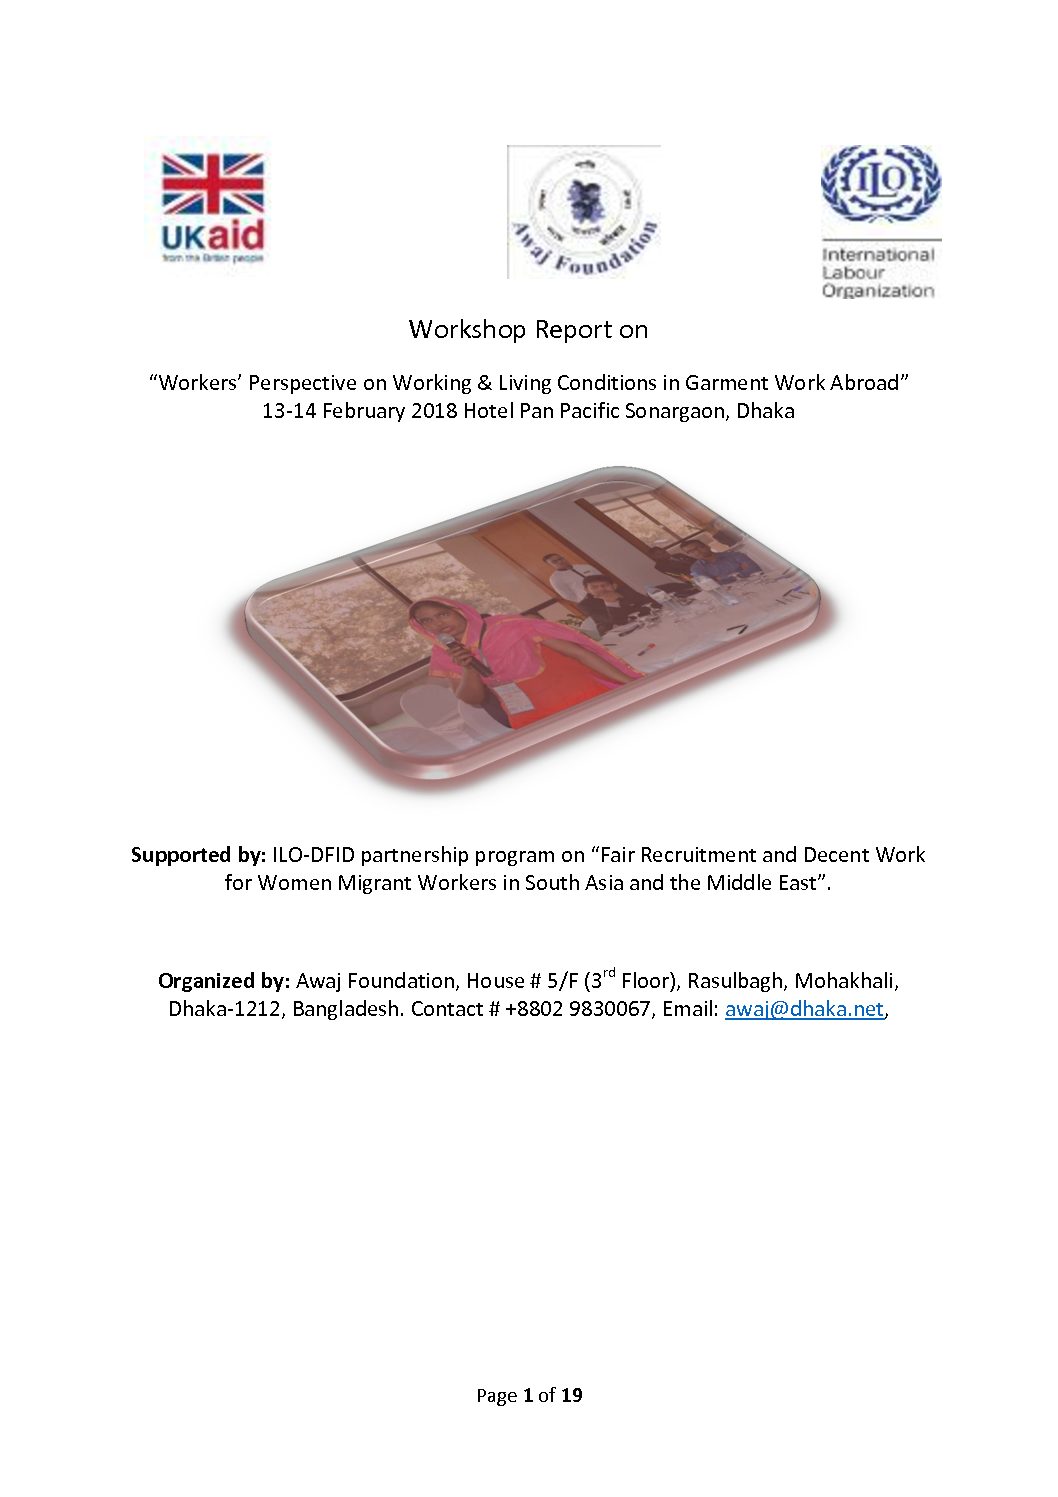 UKaid
from the British people
Awaj Foundation
ILO
International
Labour
Organization
Workshop Report on
“Workers’ Perspective on Working & Living Conditions in Garment Work Abroad”
13-14 February 2018 Hotel Pan Pacific Sonargaon, Dhaka
Supported by: ILO-DFID partnership program on “Fair Recruitment and Decent Work
for Women Migrant Workers in South Asia and the Middle East”.
Organized by: Awaj Foundation, House # 5/F (3rd Floor), Rasulbagh, Mohakhali,
Dhaka-1212, Bangladesh. Contact # +8802 9830067, Email: awaj@dhaka.net,
Page 1 of 19